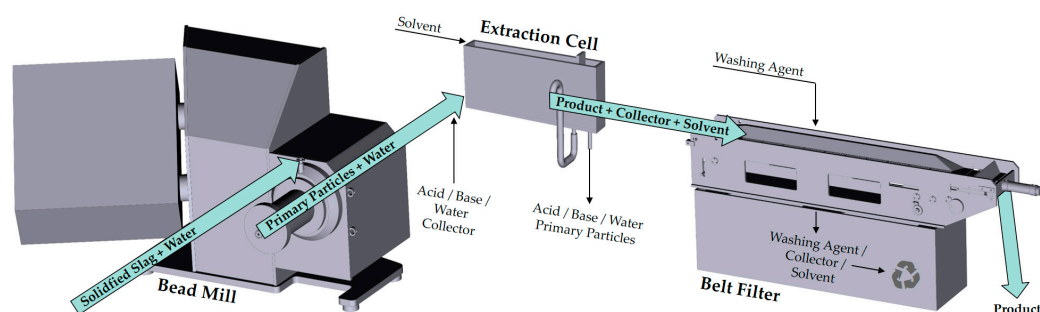 Solvent
Extraction Cell
Washing Agent
Product + Collector + Solvent
Primary Particles + Water
Solidfied Slag + Water
Acid / Base /
Water
Collector
Acid / Base / Water
Primary Particles
Washing Agent /
Collector /
Solvent
Bead Mill
Belt Filter
Product